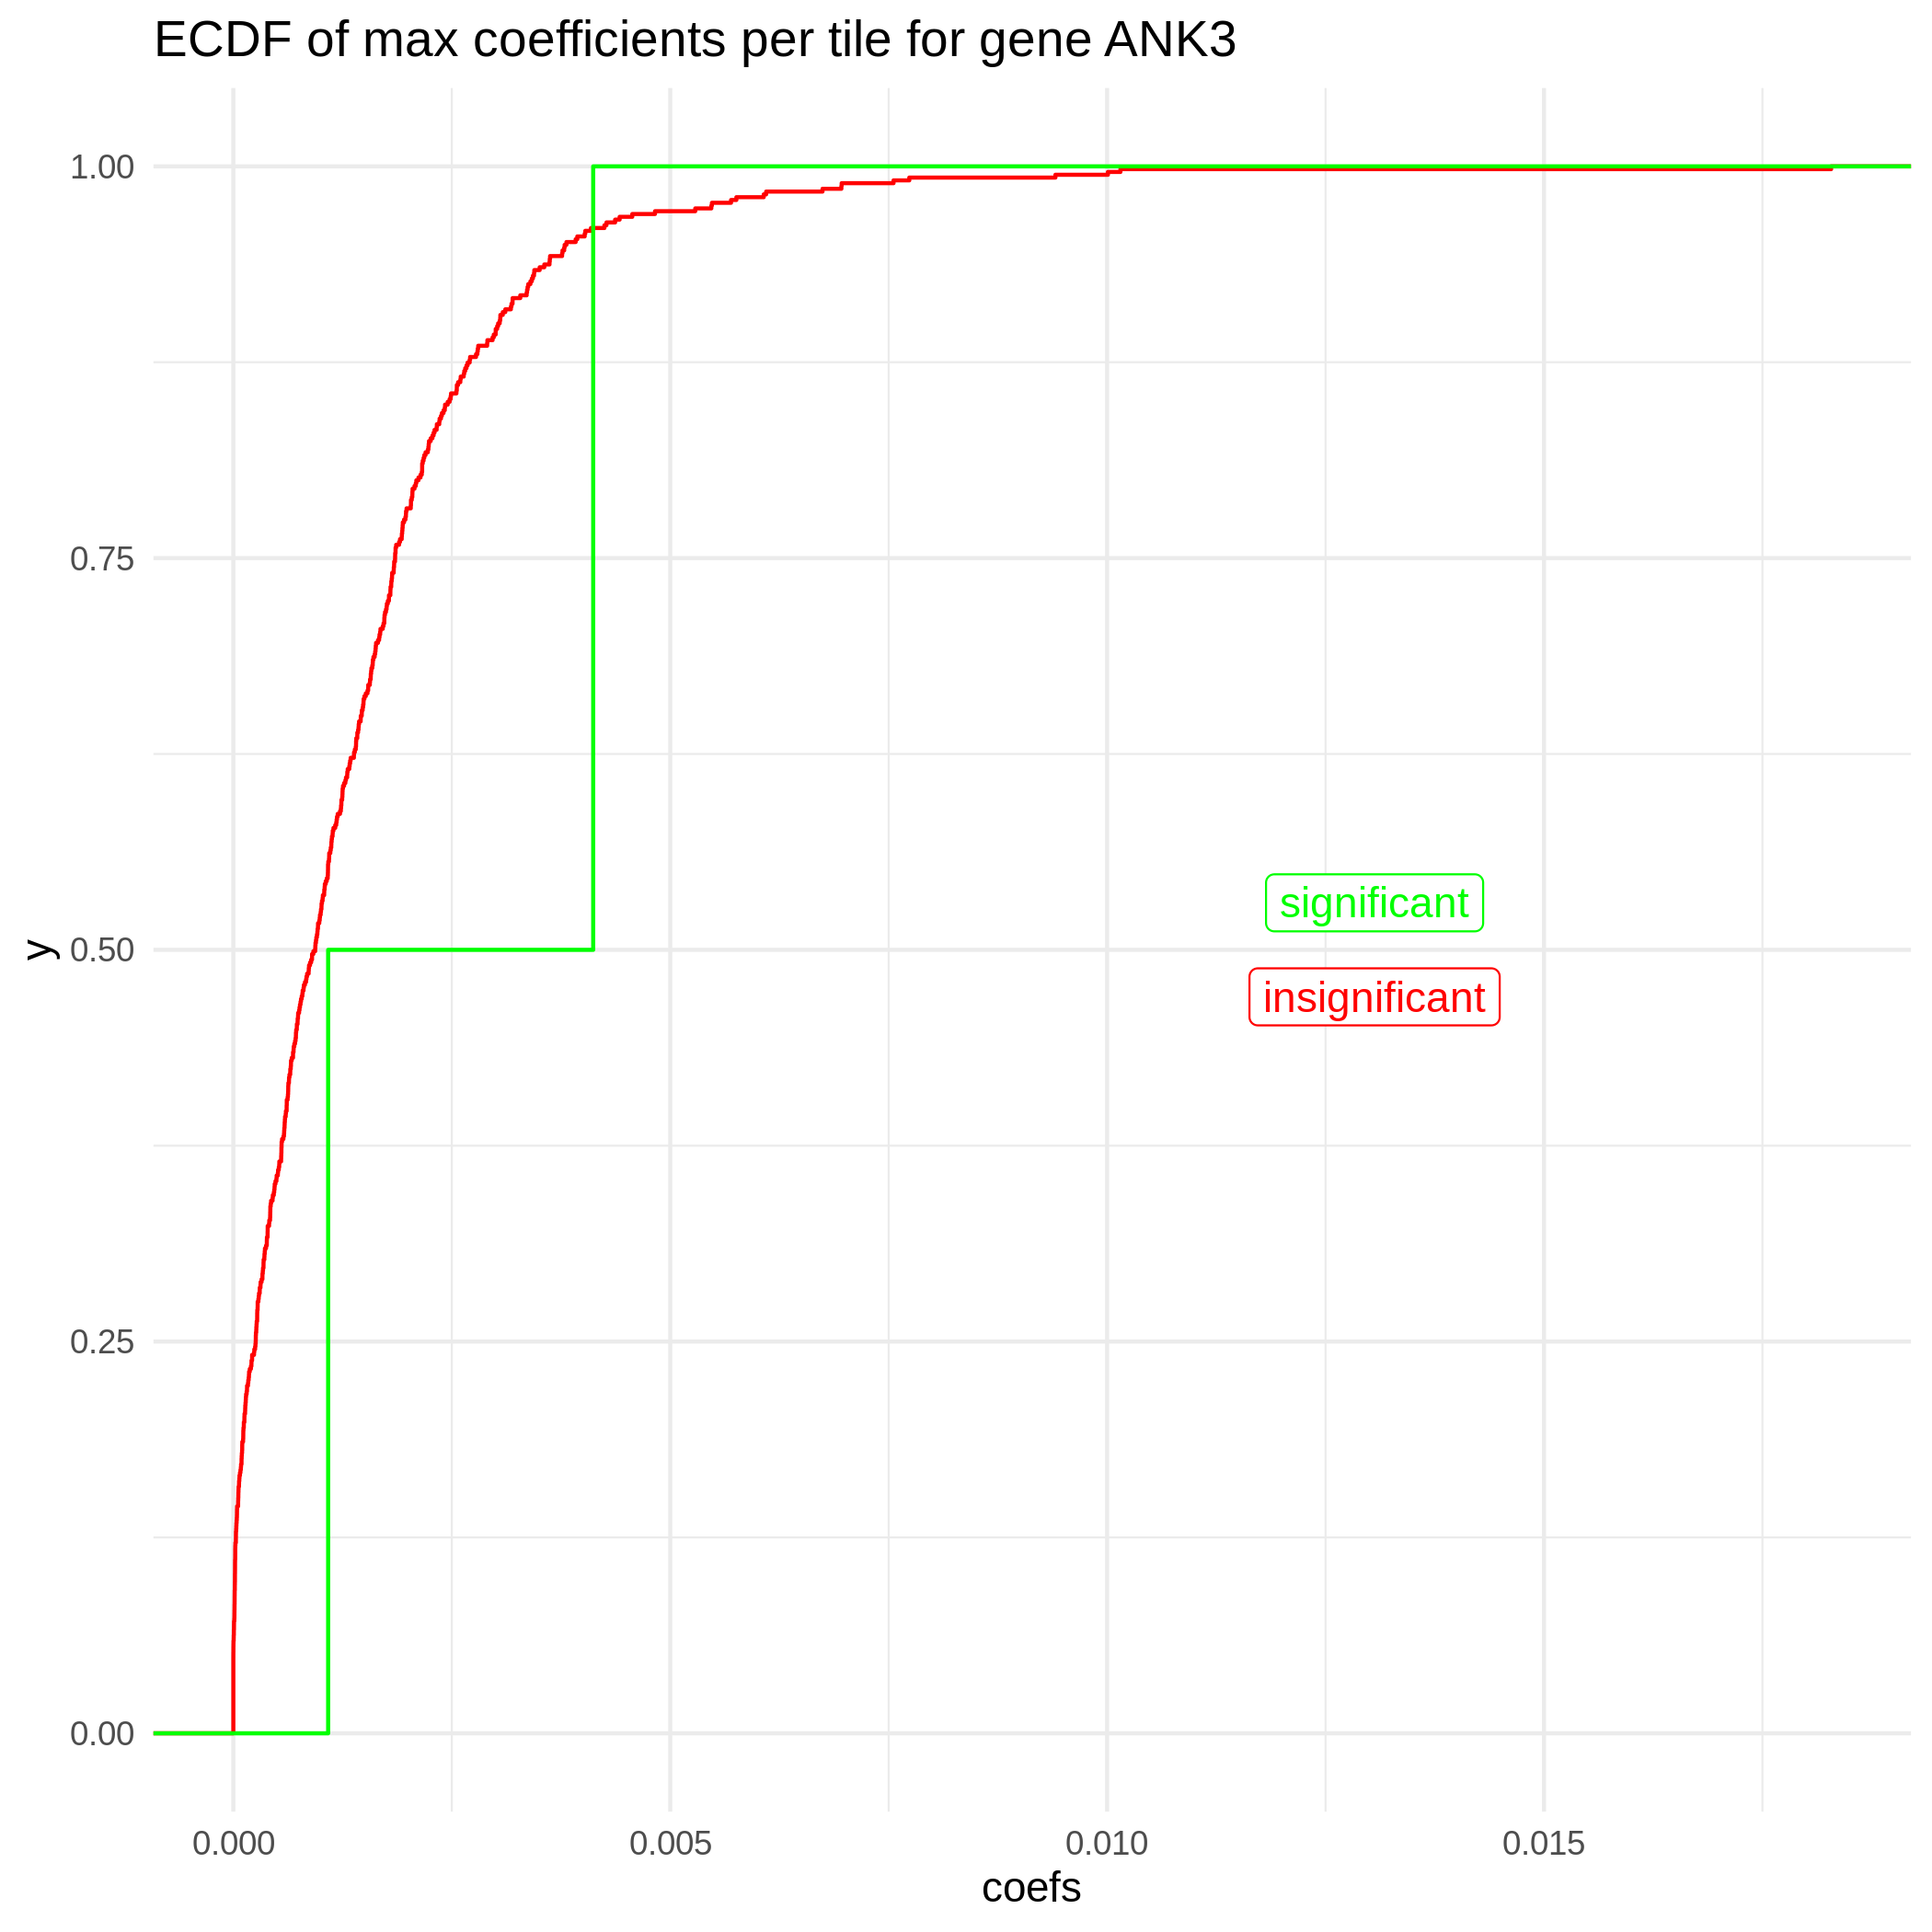 ECDF of max coefficients per tile for gene ANK3
1.00
0.75
0.50
0.25
0.00
y
significant
insignificant
0.000 0.005 0.010 0.015
coefs